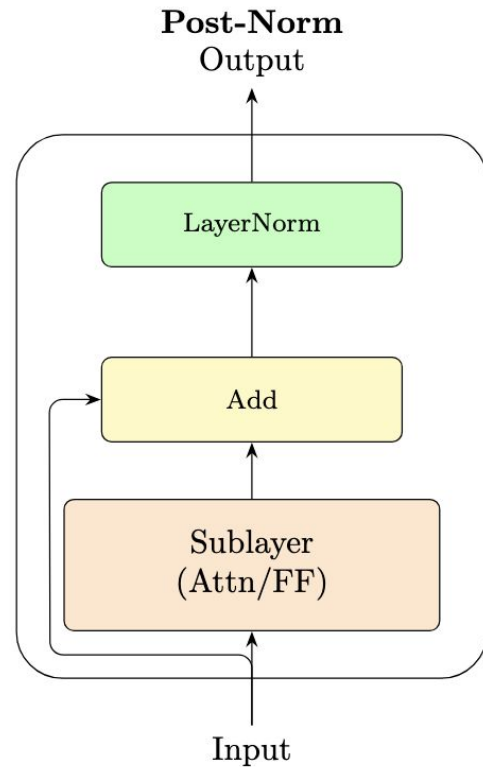 Post-Norm
Output
LayerNorm
Add
Sublayer
(Attn/FF)
Input